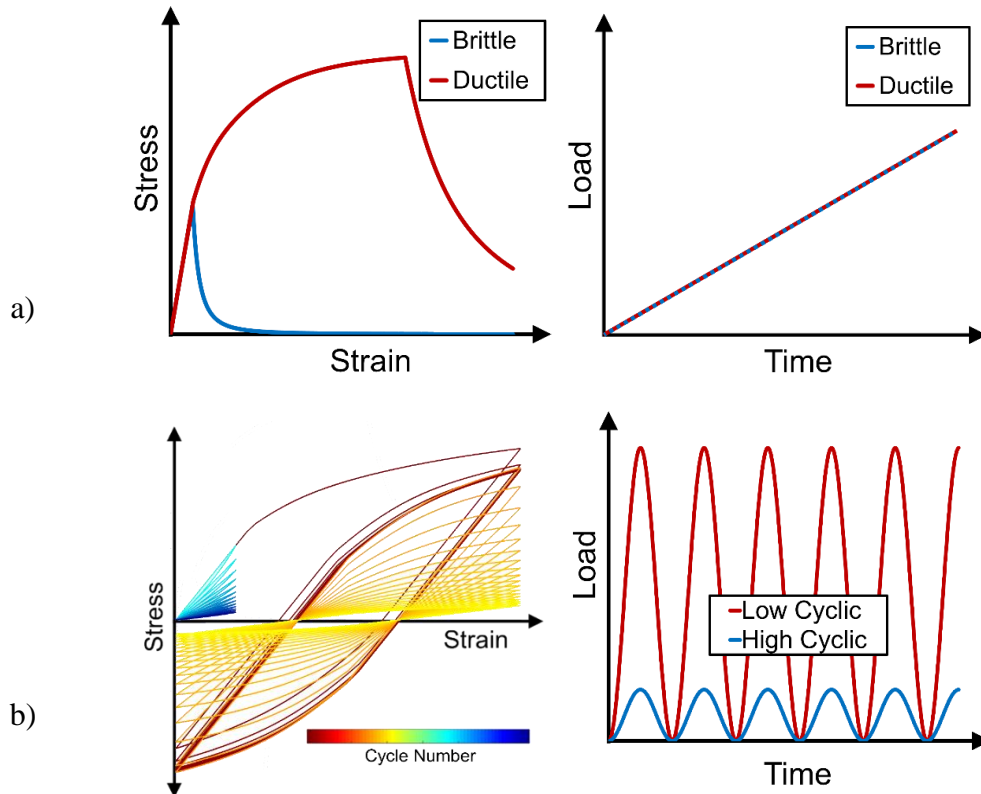 a)
Stress
Brittle
Ductile
Strain
Load
Brittle
Ductile
Time
b)
Stress
Strain
Cycle Number
Load
Low Cyclic
High Cyclic
Time